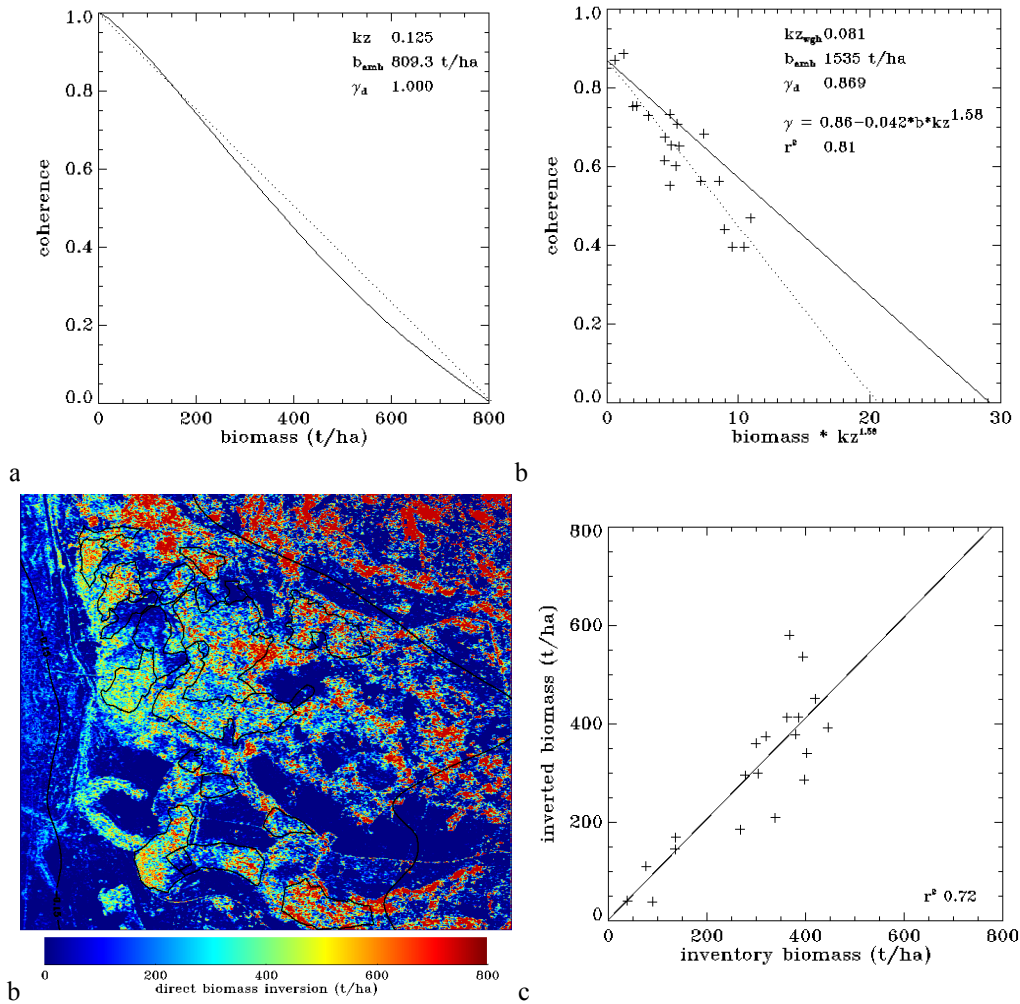 1.0
0.8
0.6
0.4
0.2
0.0
coherence
kz 0.125
b_amb 809.3 t/ha
γ_d 1.000
0 200 400 600 800
biomass (t/ha)
a
1.0
0.8
0.6
0.4
0.2
0.0
coherence
kz_wgh 0.081
b_amb 1535 t/ha
γ_d 0.869
γ = 0.86-0.042*b*kz^1.58
r² 0.81
0 10 20 30
biomass * kz^1.58
b
0 200 400 600 800
direct biomass inversion (t/ha)
b
800
600
400
200
0
inverted biomass (t/ha)
r² 0.72
0 200 400 600 800
inventory biomass (t/ha)
c